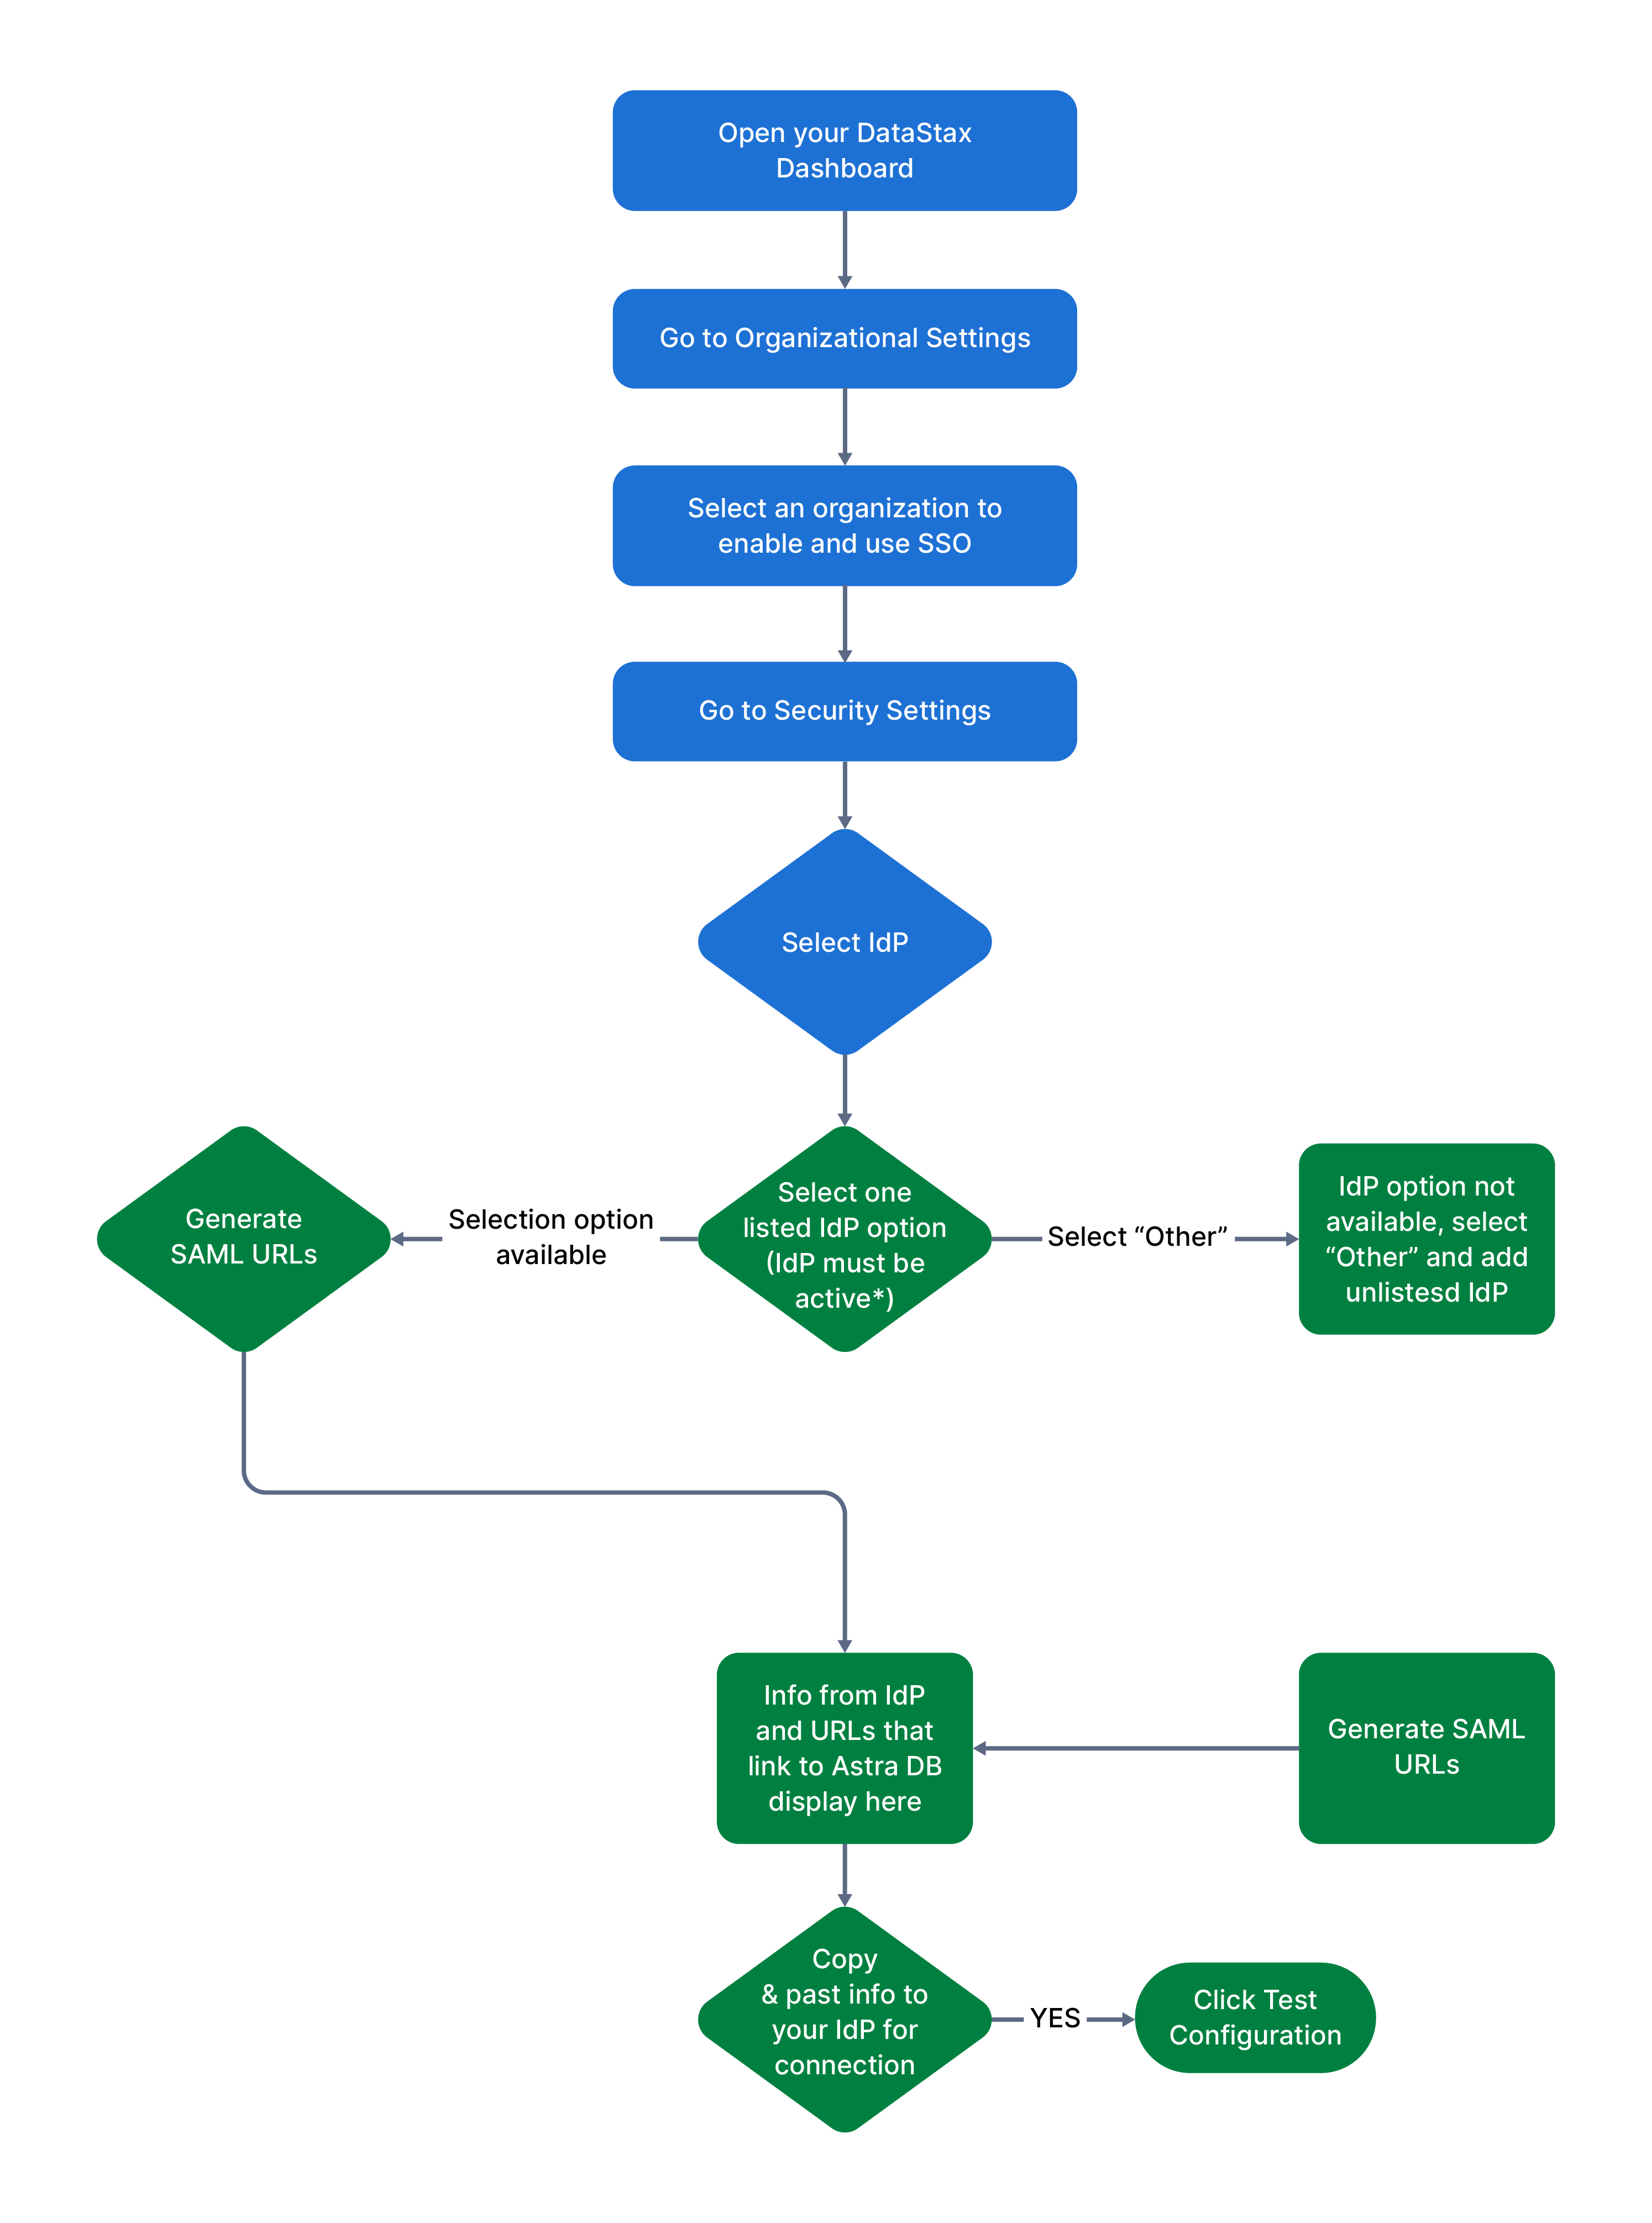 Open your DataStax
Dashboard
Go to Organizational Settings
Select an organization to
enable and use SSO
Go to Security Settings
Select IdP
Generate
SAML URLs
Selection option
available
Select one
listed IdP option
(IdP must be
active*)
Select “Other”
IdP option not
available, select
“Other” and add
unlistesd IdP
Info from IdP
and URLs that
link to Astra DB
display here
Generate SAML
URLs
Copy
& past info to
your IdP for
connection
YES
Click Test
Configuration